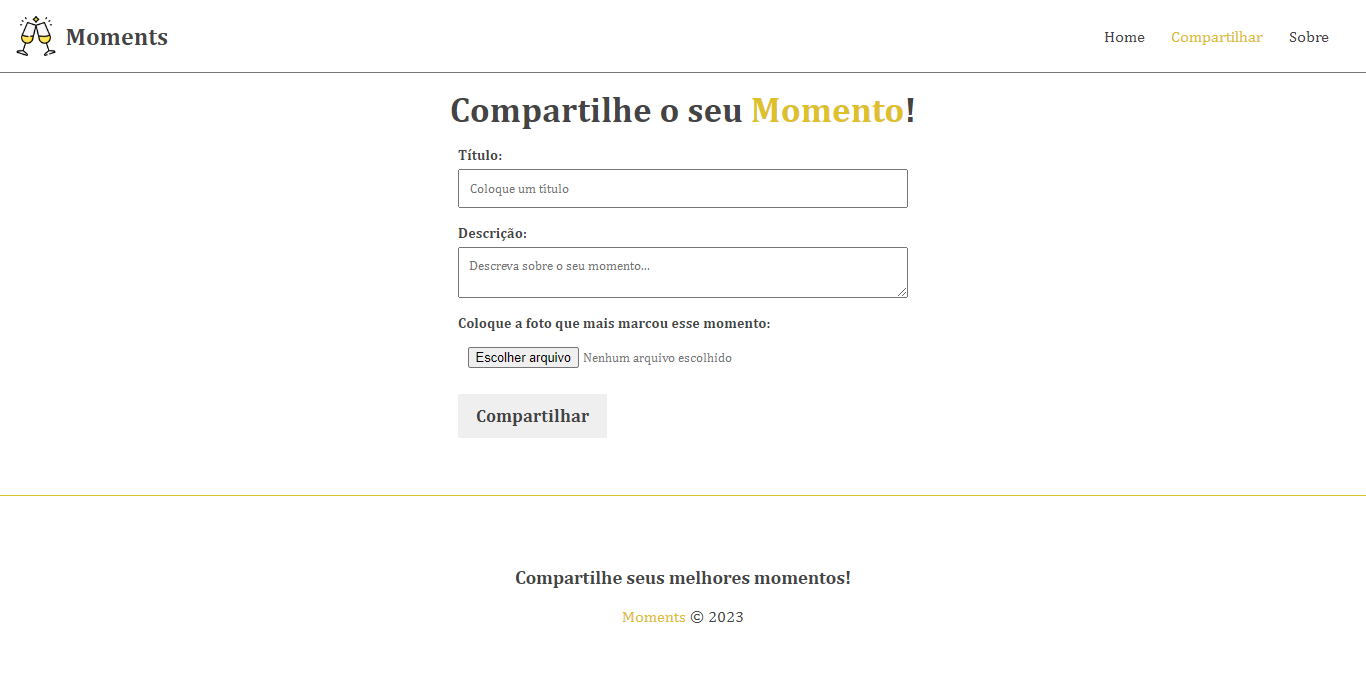 Moments
Home Compartilhar Sobre
Compartilhe o seu Momento!
Título:
Coloque um título
Descrição:
Descreva sobre o seu momento...
Coloque a foto que mais marcou esse momento:
Escolher arquivo Nenhum arquivo escolhido
Compartilhar
Compartilhe seus melhores momentos!
Moments © 2023